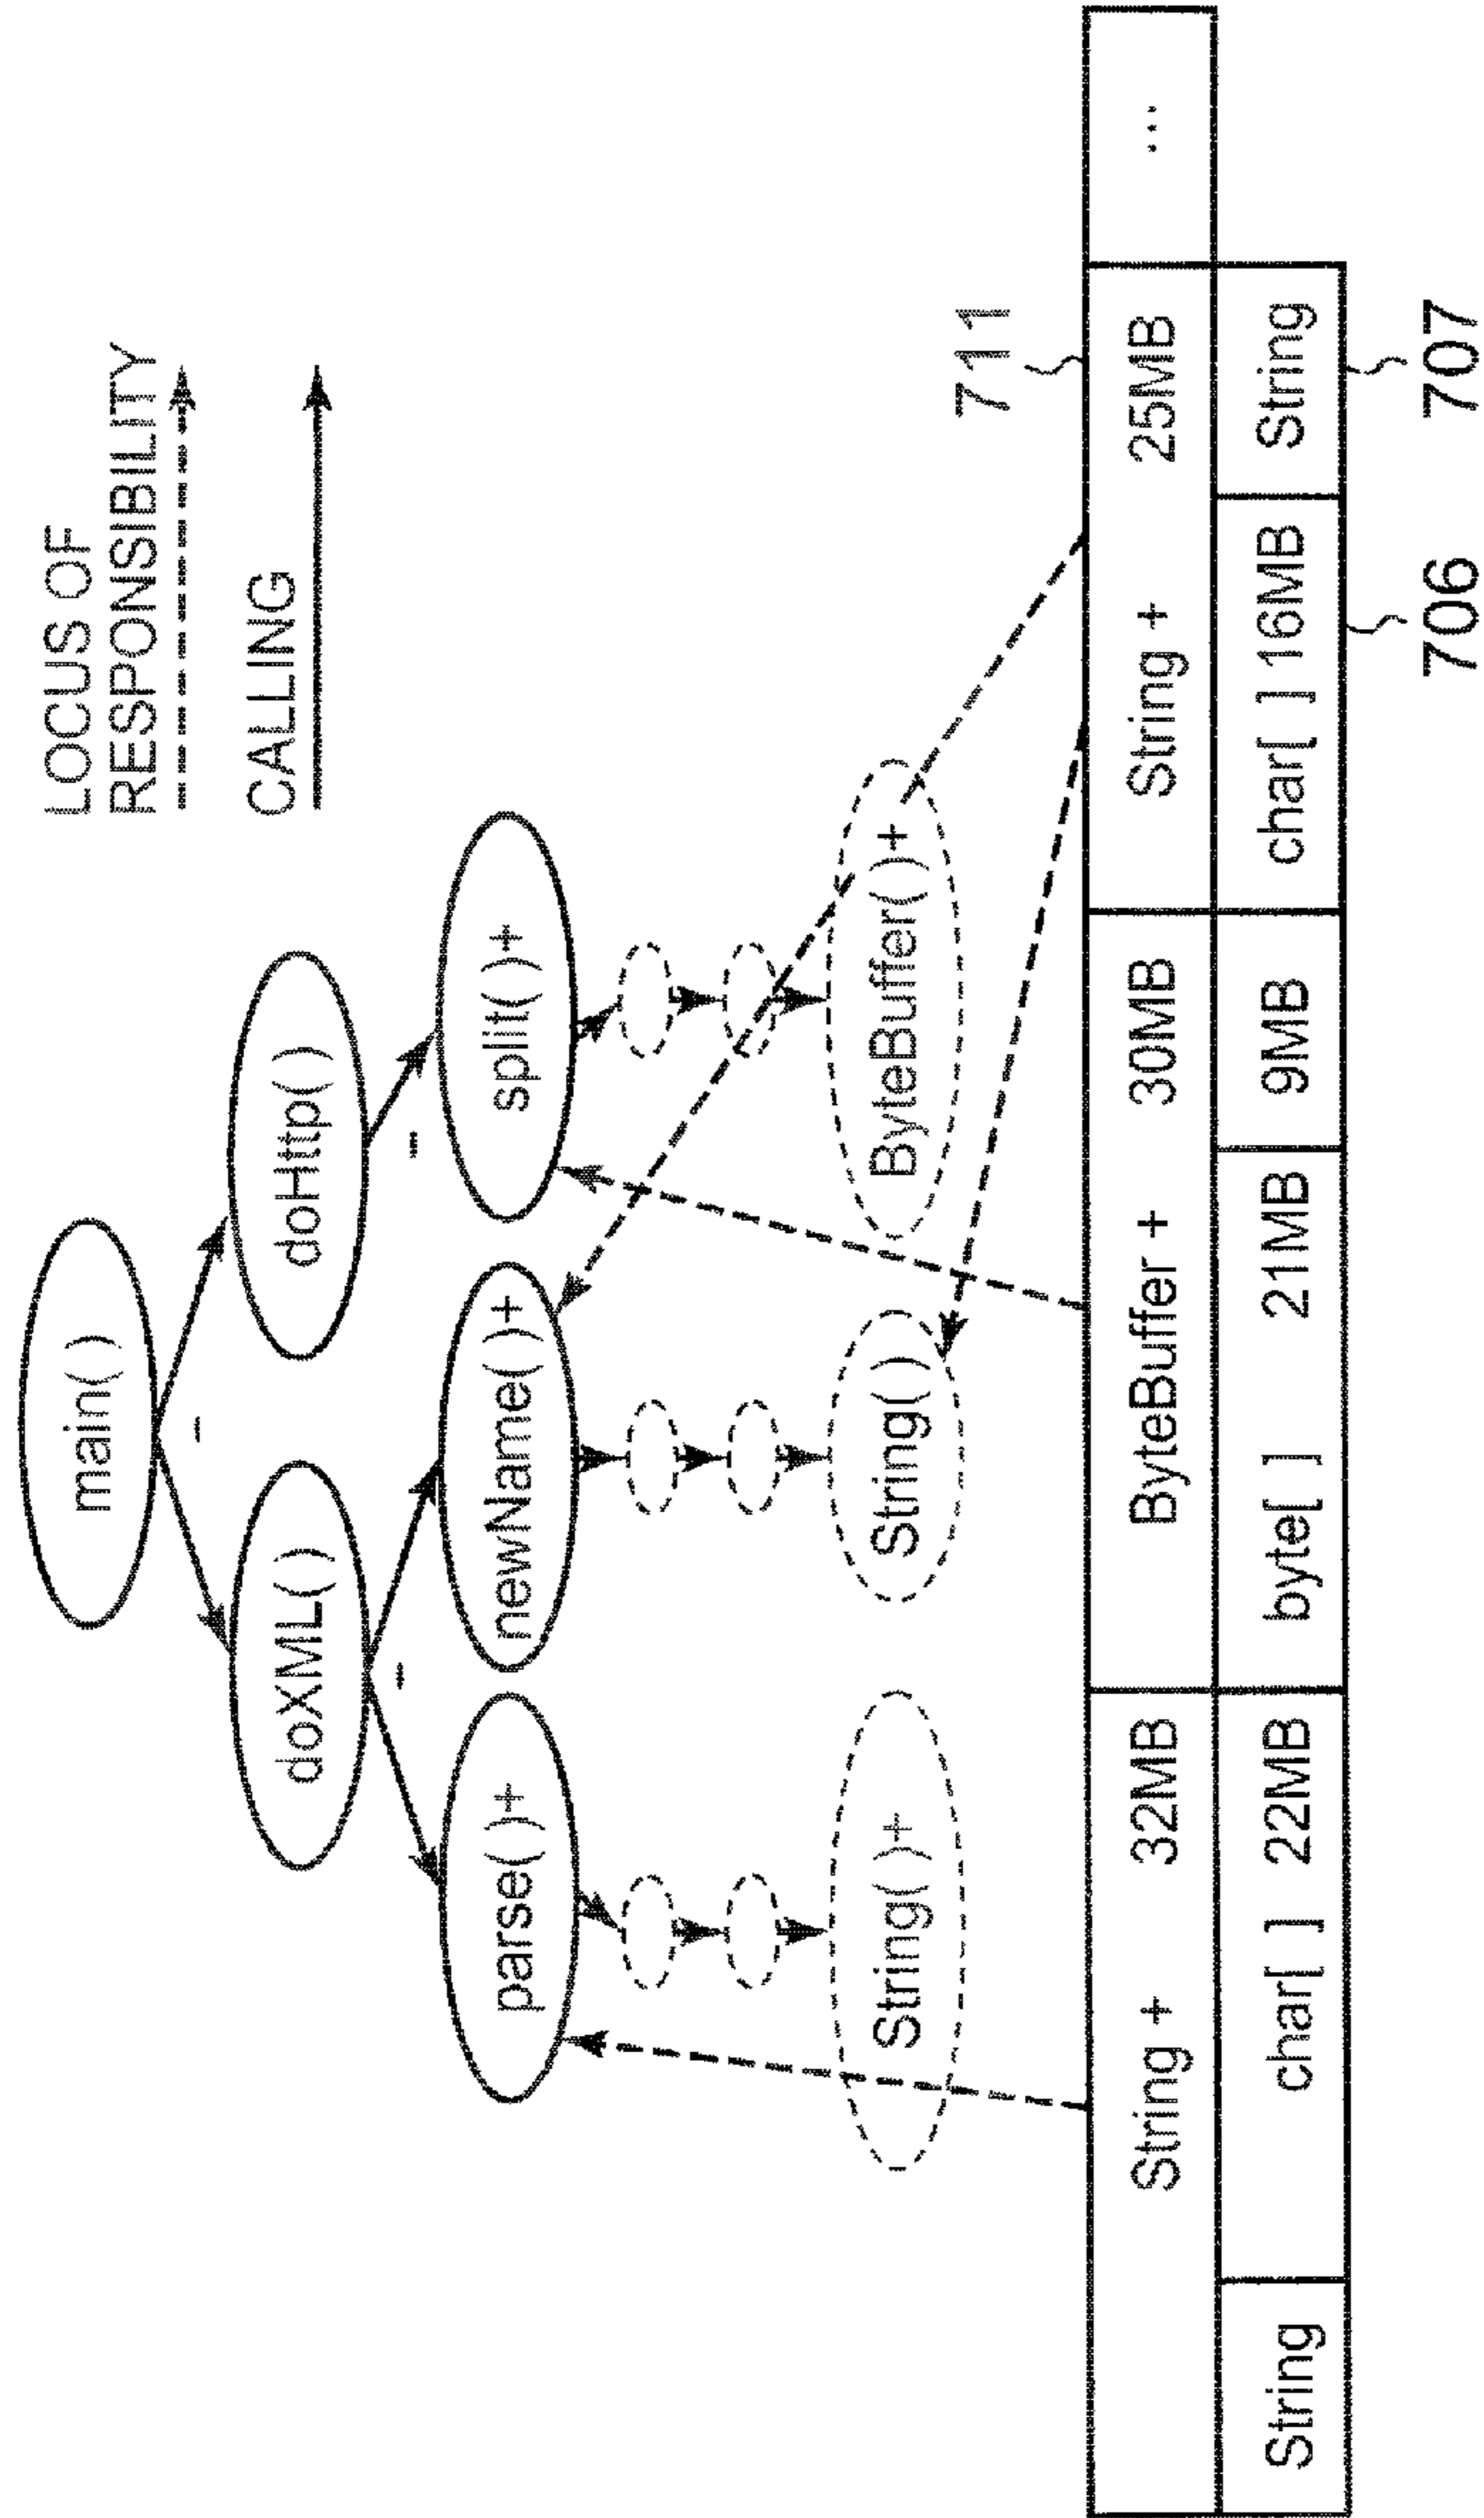 LOCUS OF
RESPONSIBILITY
CALLING
main( )
doXML( )
doHttp( )
parse( )+
newName( )+
split( )+
String( )+
String( )
ByteBuffer( )+
711
String + 32MB
ByteBuffer + 30MB
String + 25MB
...
String
char[ ] 22MB
byte[ ] 21MB
9MB
char[ ] 16MB
String
706
707